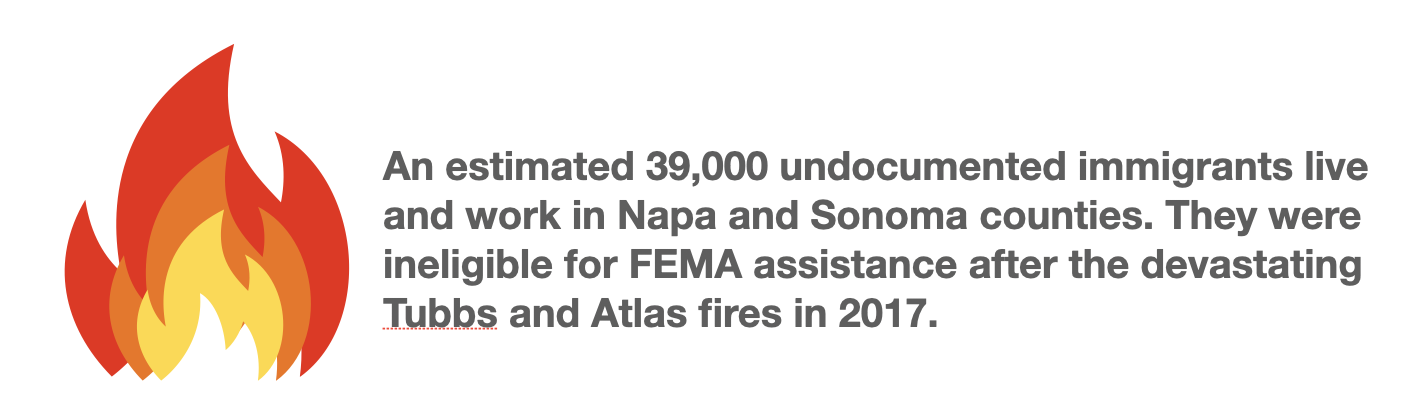 An estimated 39,000 undocumented immigrants live
and work in Napa and Sonoma counties. They were
ineligible for FEMA assistance after the devastating
Tubbs and Atlas fires in 2017.